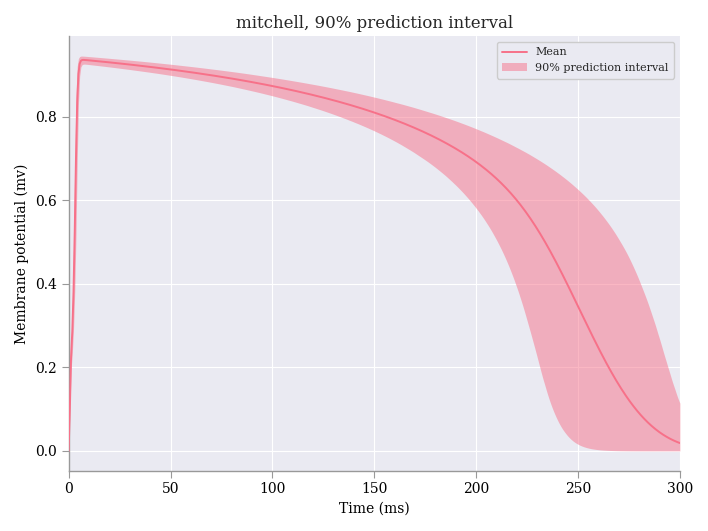 mitchell, 90% prediction interval
Mean
90% prediction interval
Membrane potential (mv)
0.8
0.6
0.4
0.2
0.0
0 50 100 150 200 250 300
Time (ms)